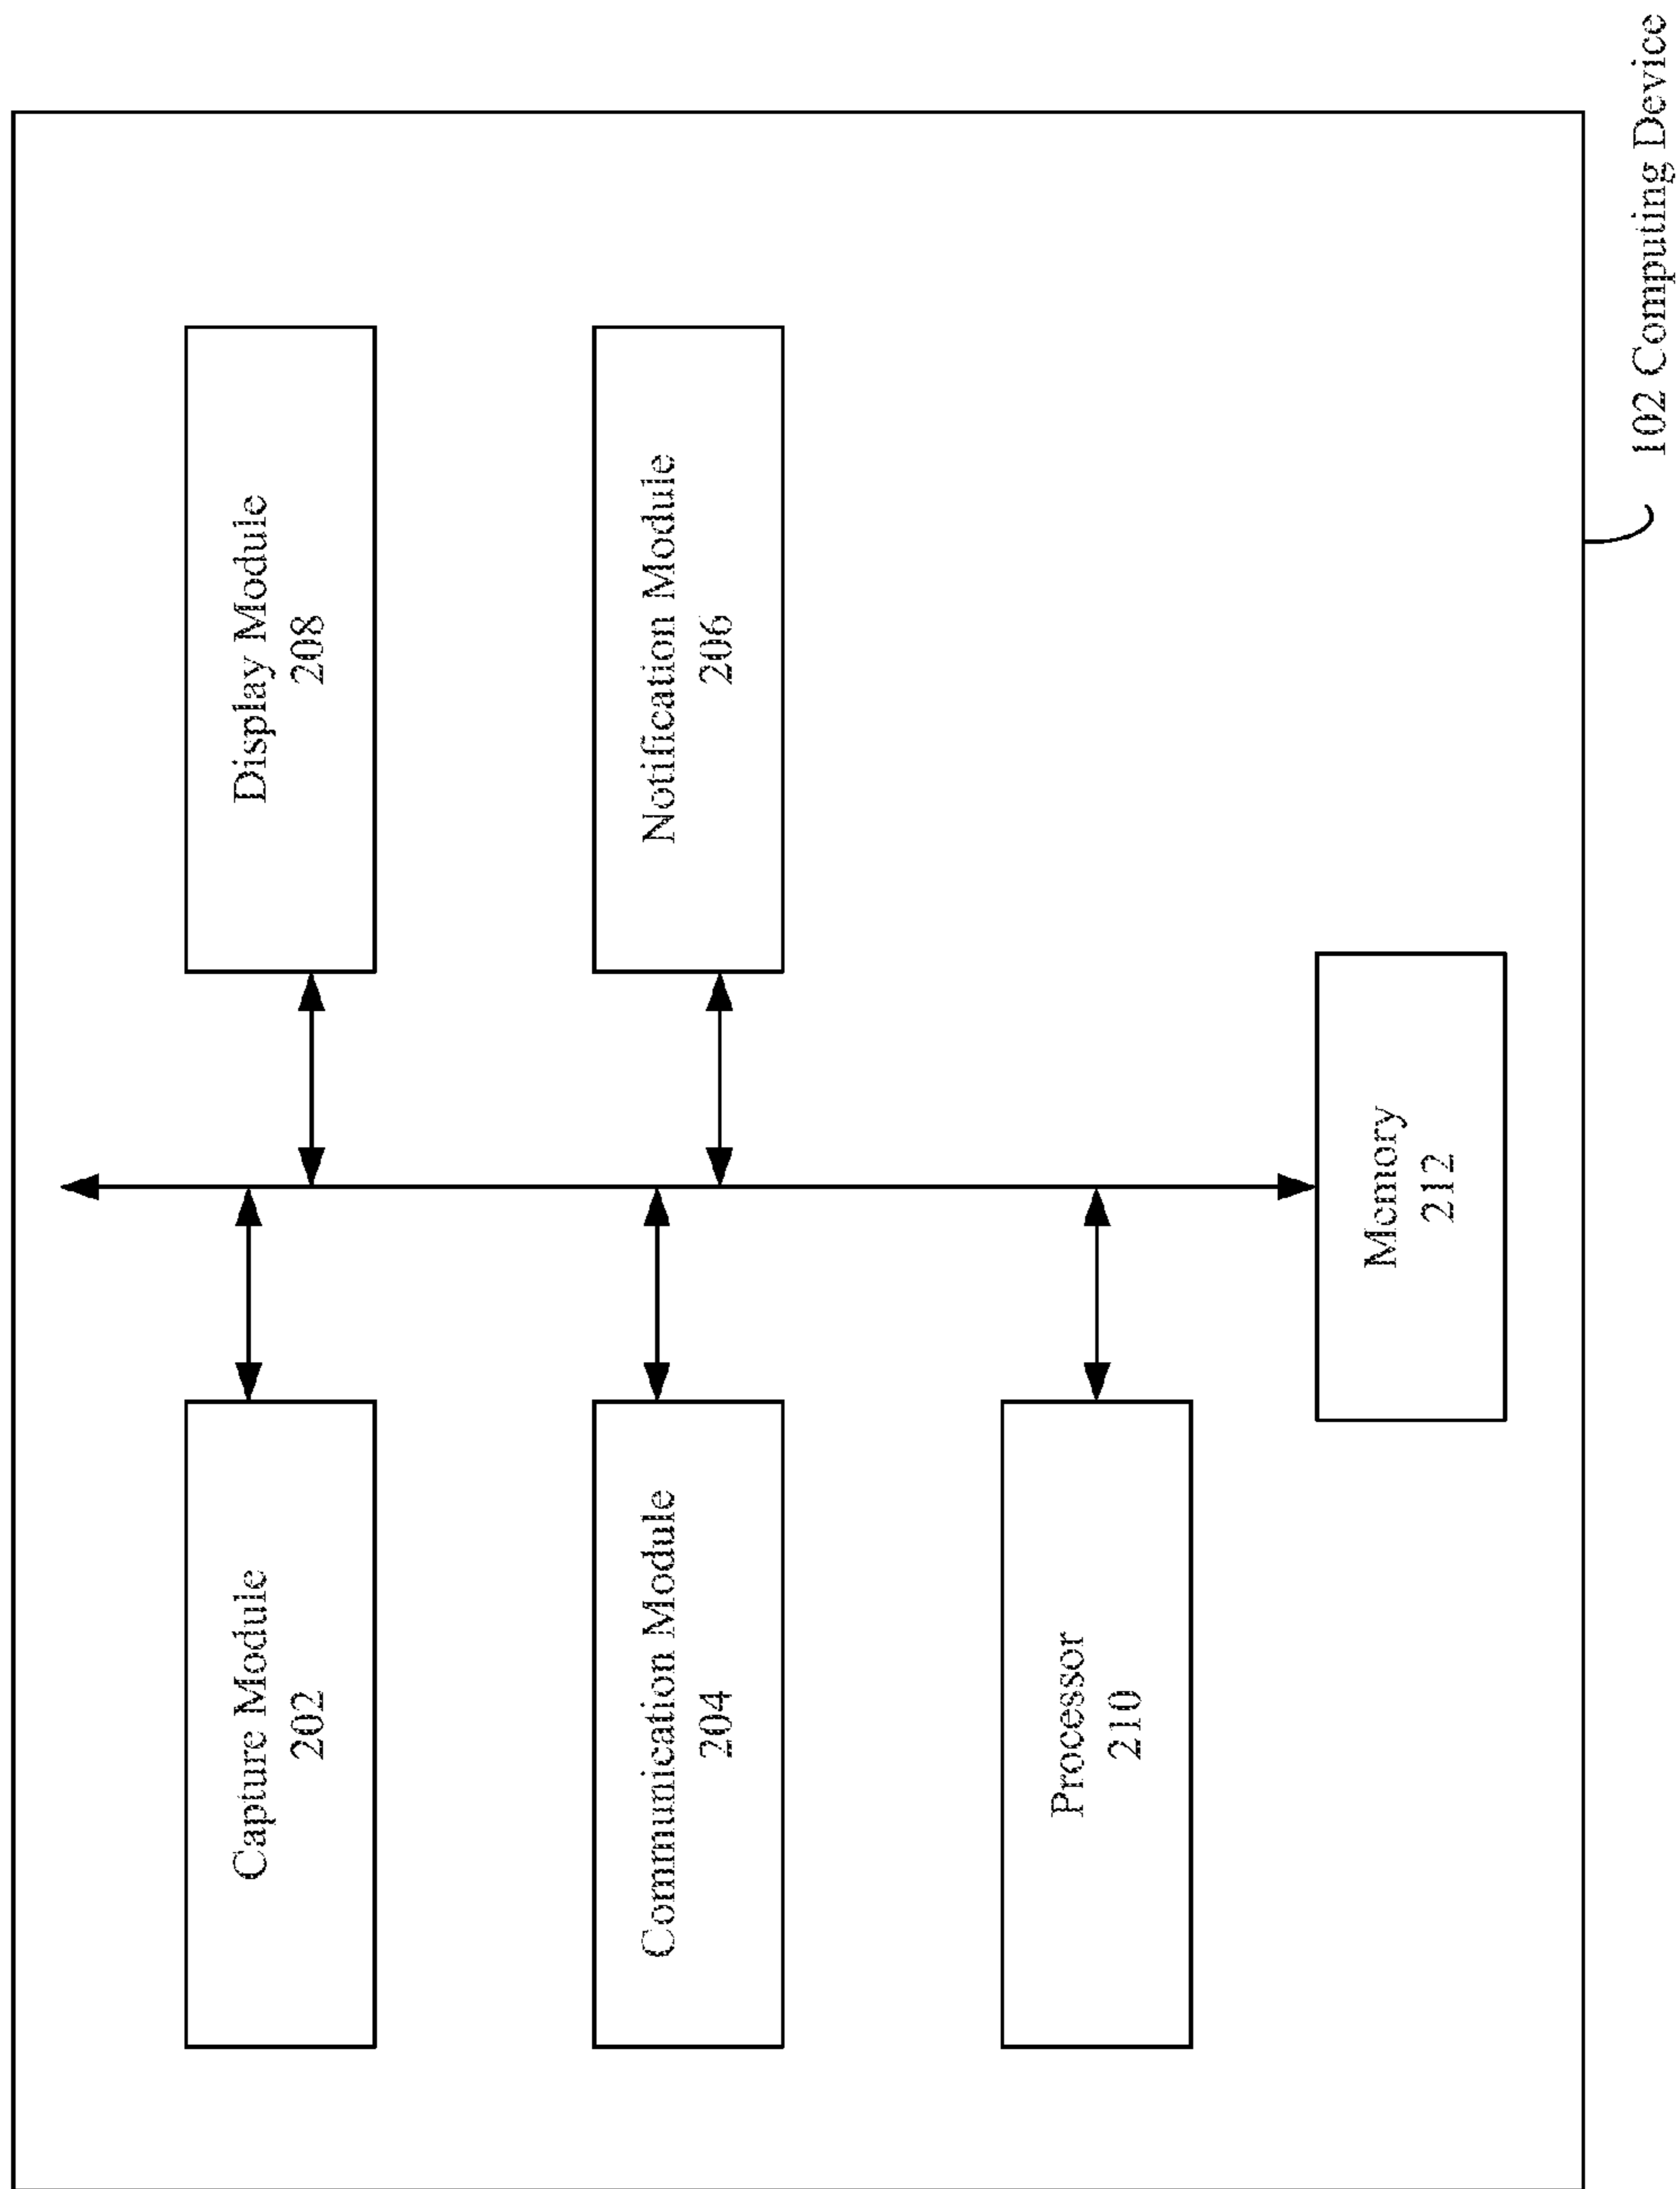 Capture Module
202
Display Module
208
Communication Module
204
Notification Module
206
Processor
210
Memory
212
102 Computing Device